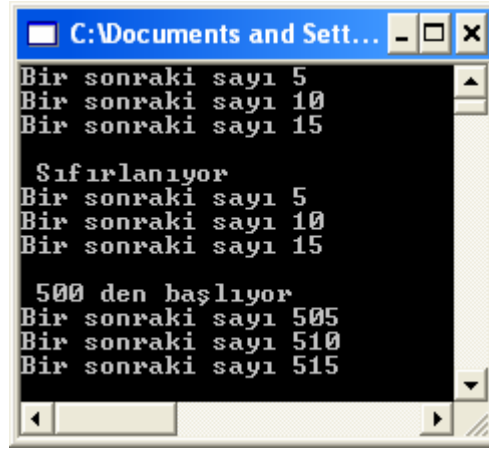 C:\Documents and Sett...
Bir sonraki sayı 5
Bir sonraki sayı 10
Bir sonraki sayı 15
Sıfırlanıyor
Bir sonraki sayı 5
Bir sonraki sayı 10
Bir sonraki sayı 15
500 den başlıyor
Bir sonraki sayı 505
Bir sonraki sayı 510
Bir sonraki sayı 515